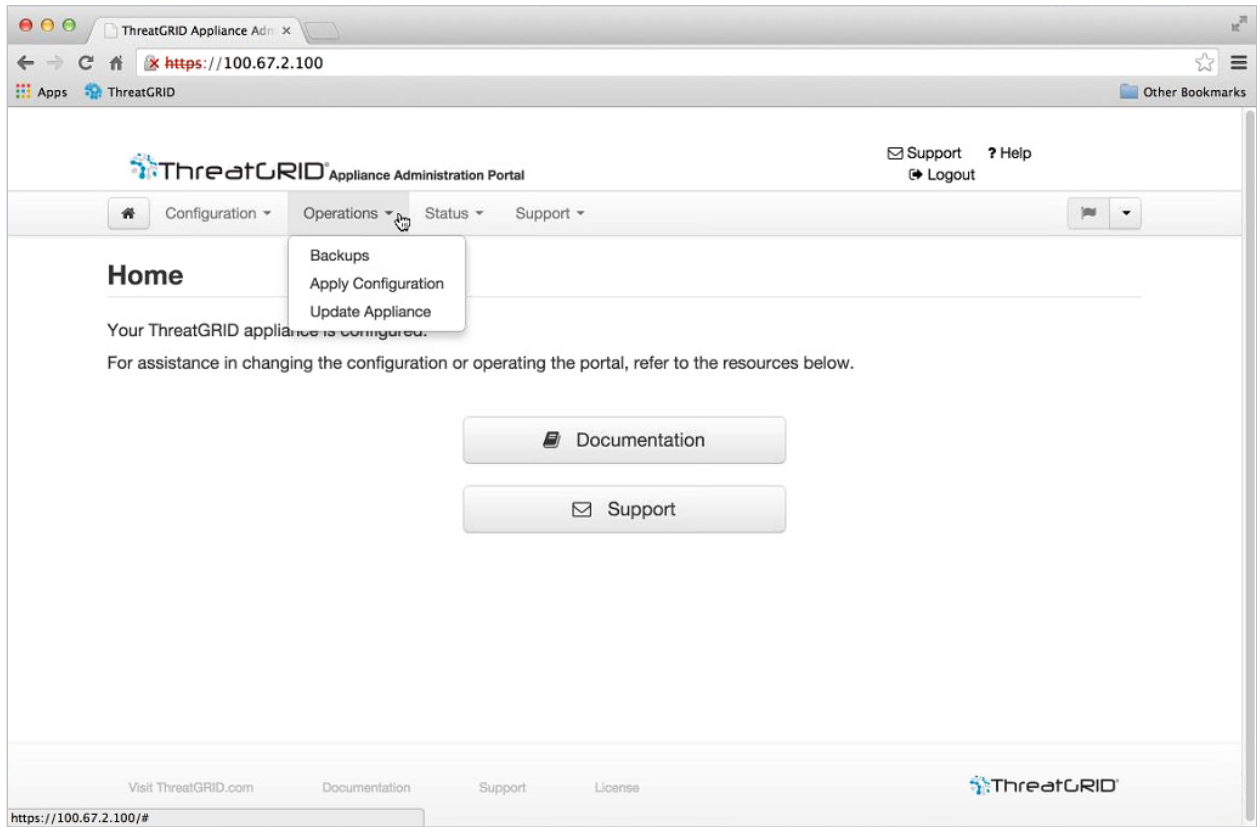 ThreatGRID Appliance Adm
https://100.67.2.100
Apps ThreatGRID Other Bookmarks
ThreatGRID Appliance Administration Portal
Support ? Help
Logout
Configuration Operations Status Support
Backups
Apply Configuration
Update Appliance
Home
Your ThreatGRID appliance is configured.
For assistance in changing the configuration or operating the portal, refer to the resources below.
Documentation
Support
Visit ThreatGRID.com Documentation Support License ThreatGRID
https://100.67.2.100/#